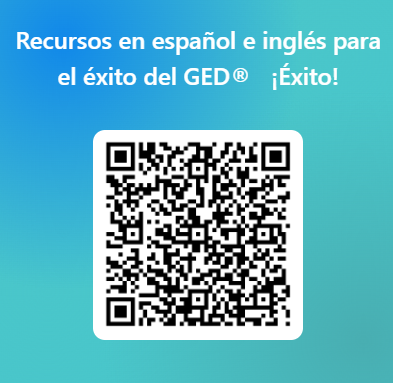 Recursos en español e inglés para
el éxito del GED® ¡Éxito!